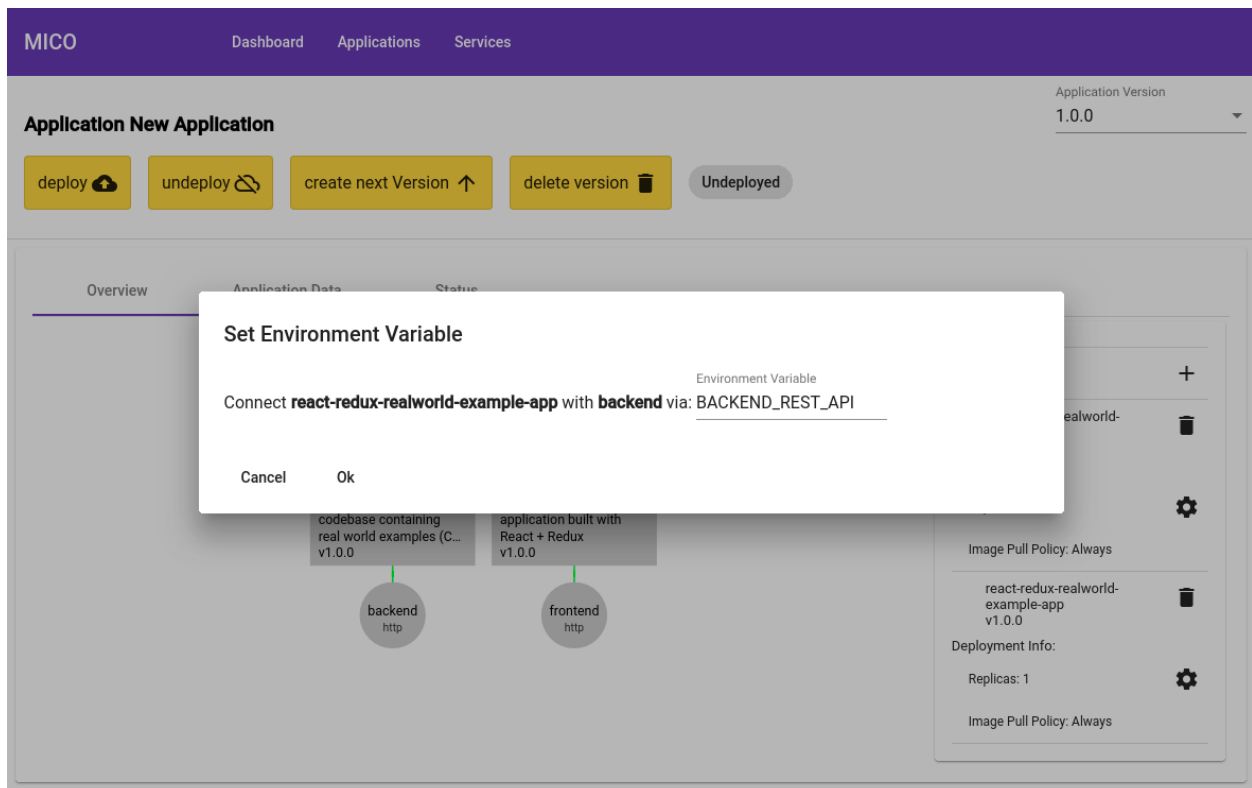 MICO
Dashboard Applications Services
Application Version
1.0.0
Application New Application
deploy undeploy create next Version delete version Undeployed
Overview Application Data Status
Set Environment Variable
Environment Variable
Connect react-redux-realworld-example-app with backend via: BACKEND_REST_API
Cancel Ok
ealworld-
Image Pull Policy: Always
codebase containing
real world examples (C...
v1.0.0
application built with
React + Redux
v1.0.0
backend
http
frontend
http
react-redux-realworld-
example-app
v1.0.0
Deployment Info:
Replicas: 1
Image Pull Policy: Always